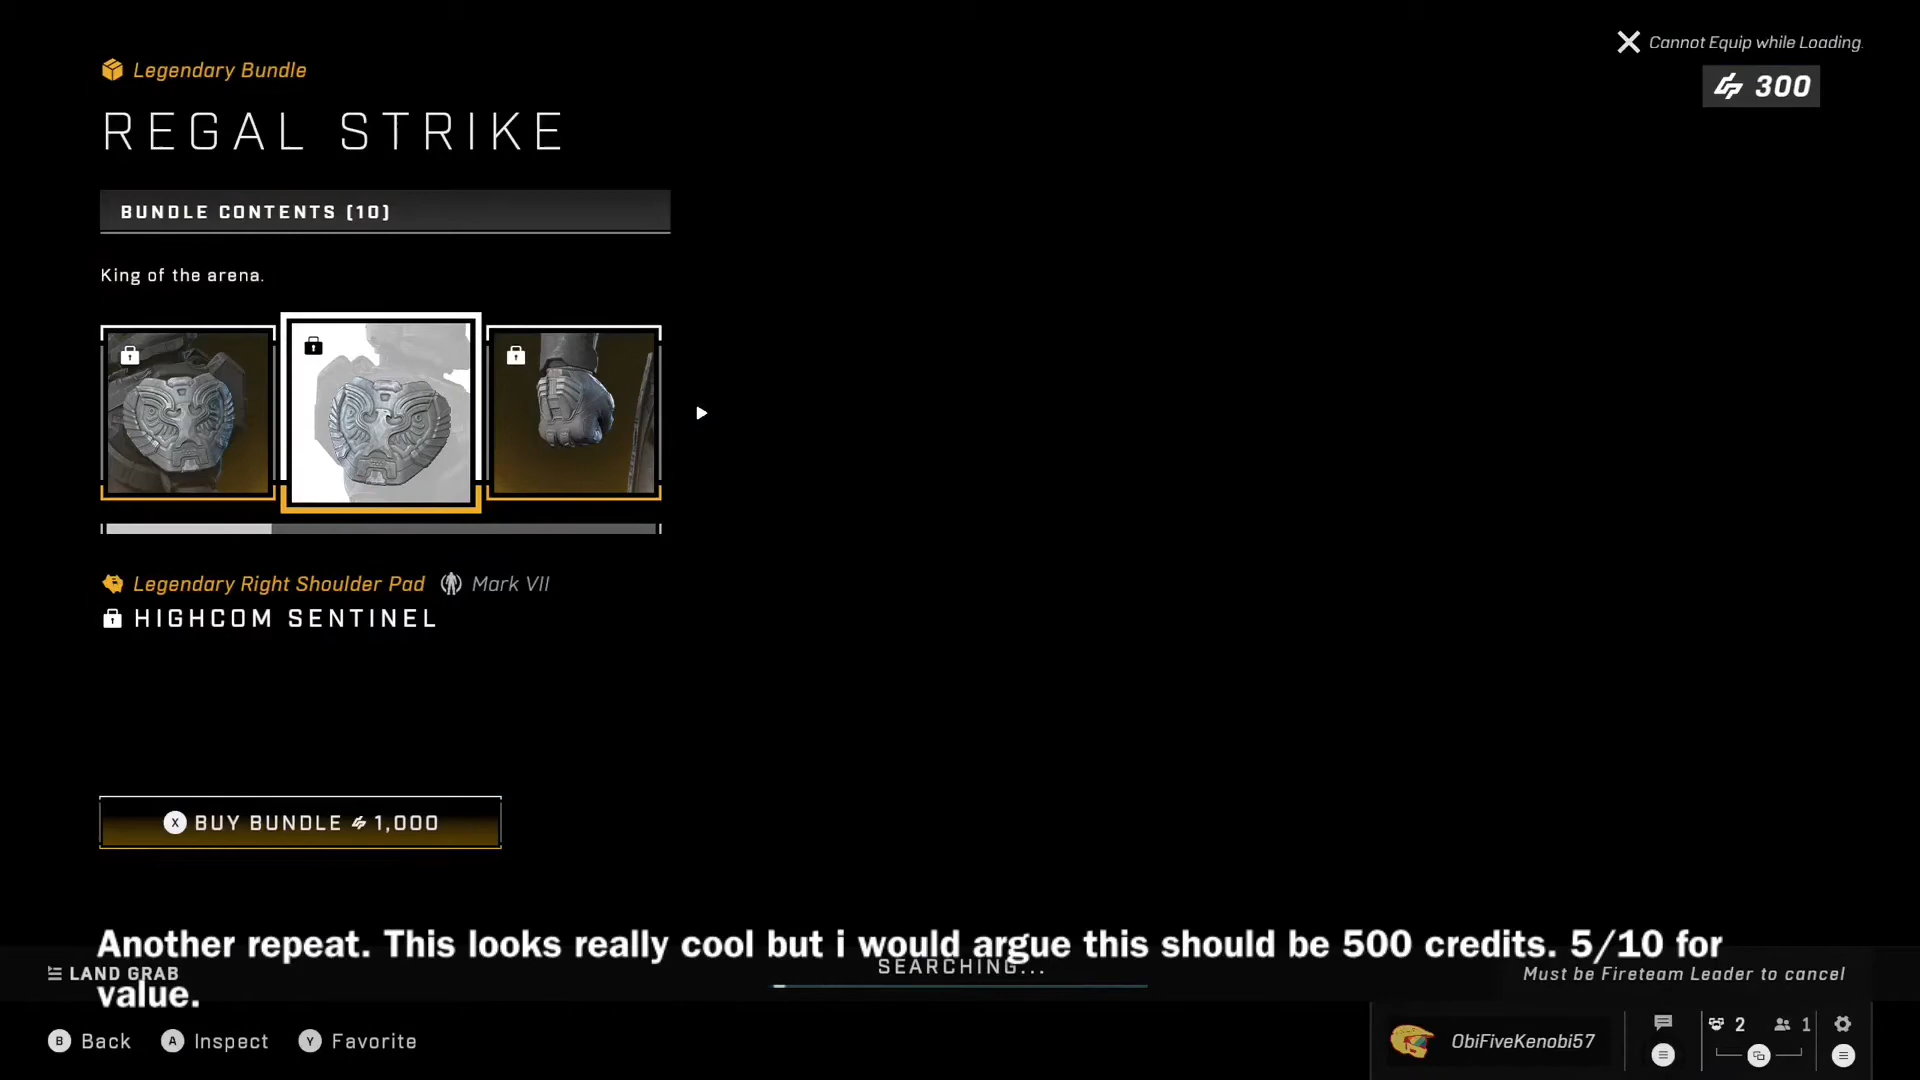 Legendary Bundle
Cannot Equip while Loading.
300
REGAL STRIKE
BUNDLE CONTENTS [10]
King of the arena.
Legendary Right Shoulder Pad Mark VII
HIGHCOM SENTINEL
X BUY BUNDLE 1,000
Another repeat. This looks really cool but i would argue this should be 500 credits. 5/10 for
value.
LAND GRAB
SEARCHING...
Must be Fireteam Leader to cancel
B Back A Inspect Y Favorite
ObiFiveKenobi57
2 1